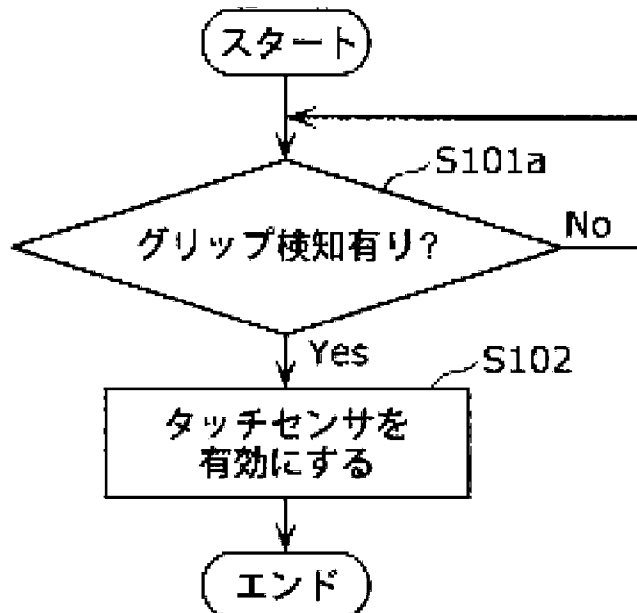 スタート
S101a
グリップ検知有り?
No
Yes
S102
タッチセンサを
有効にする
エンド